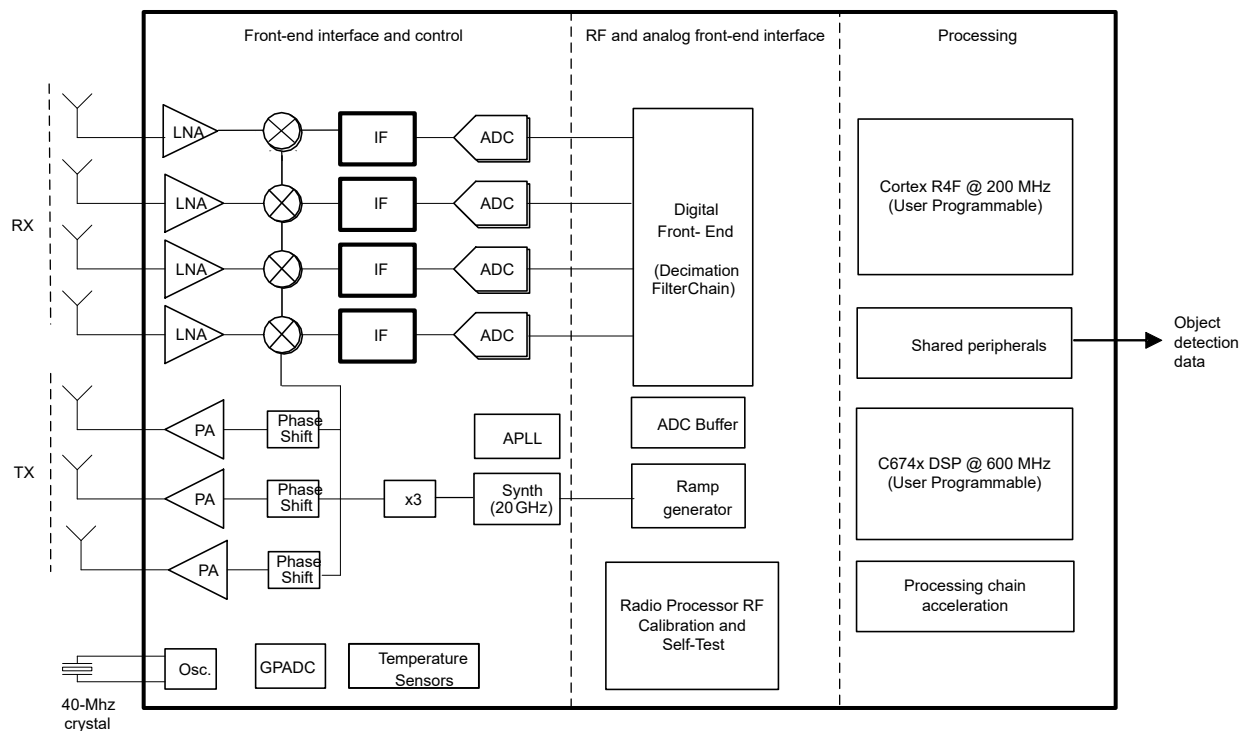 Front-end interface and control
RF and analog front-end interface
Processing
LNA
IF
ADC
LNA
IF
ADC
LNA
IF
ADC
LNA
IF
ADC
RX
Digital
Front- End
(Decimation
FilterChain)
Cortex R4F @ 200 MHz
(User Programmable)
Shared peripherals
Object
detection
data
TX
PA
Phase
Shift
APLL
ADC Buffer
PA
Phase
Shift
x3
Synth
(20 GHz)
Ramp
generator
C674x DSP @ 600 MHz
(User Programmable)
PA
Phase
Shift
Radio Processor RF
Calibration and
Self-Test
Processing chain
acceleration
Osc.
GPADC
Temperature
Sensors
40-Mhz
crystal